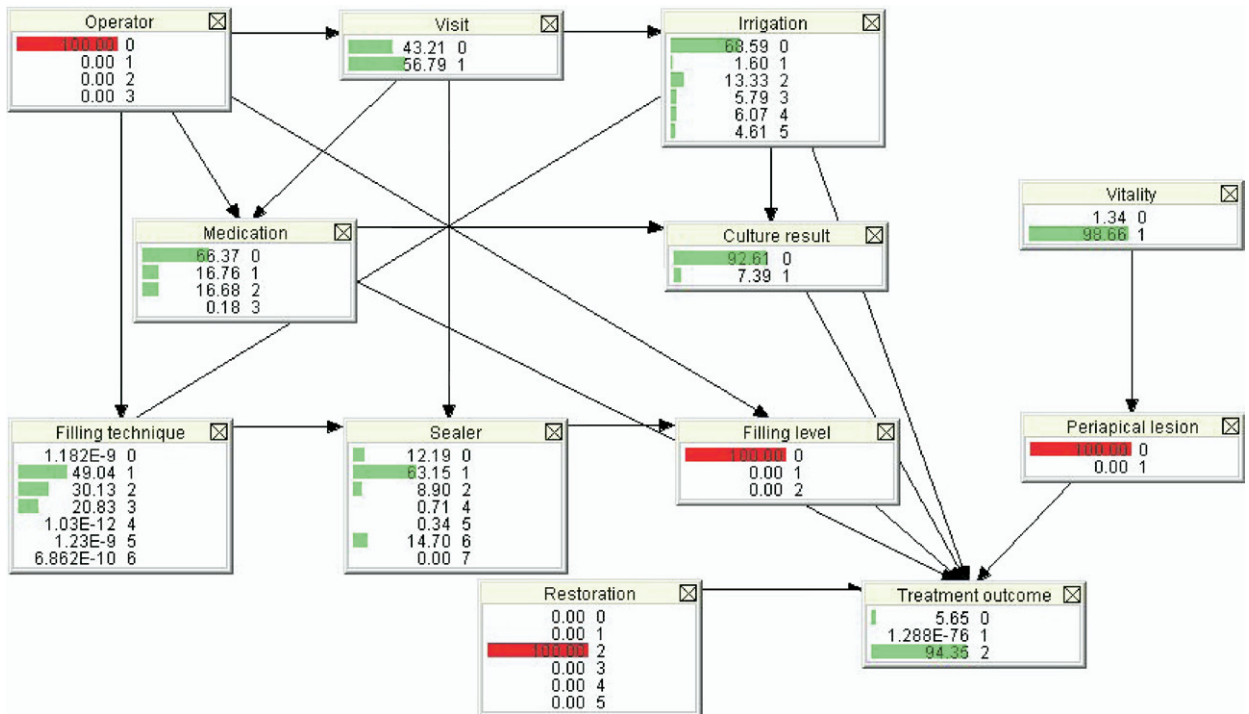 Operator
100.00 0
0.00 1
0.00 2
0.00 3
Visit
43.21 0
56.79 1
Irrigation
68.59 0
1.60 1
13.33 2
5.79 3
6.07 4
4.61 5
Vitality
1.34 0
98.66 1
Medication
66.37 0
16.76 1
16.68 2
0.18 3
Culture result
92.61 0
7.39 1
Filling technique
1.182E-9 0
49.04 1
30.13 2
20.83 3
1.03E-12 4
1.23E-9 5
6.862E-10 6
Sealer
12.19 0
63.15 1
8.90 2
0.71 4
0.34 5
14.70 6
0.00 7
Filling level
100.00 0
0.00 1
0.00 2
Periapical lesion
100.00 0
0.00 1
Restoration
0.00 0
0.00 1
100.00 2
0.00 3
0.00 4
0.00 5
Treatment outcome
5.65 0
1.288E-76 1
94.35 2